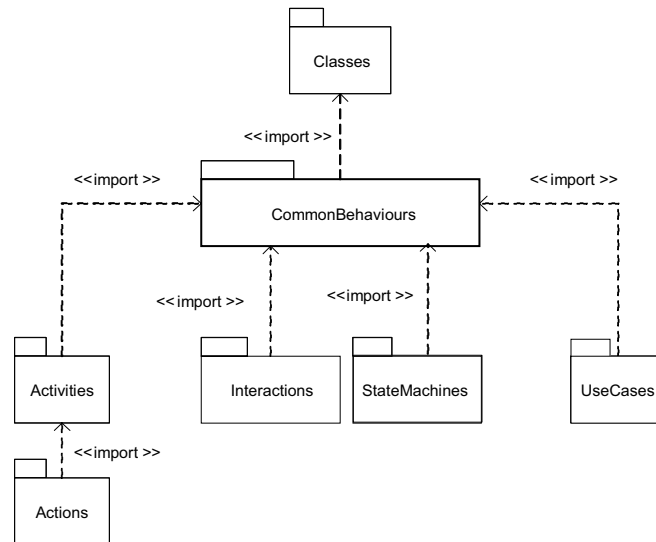 Classes
<<import >>
<<import >>
<<import >>
CommonBehaviours
<<import >>
<<import >>
Activities
Interactions
StateMachines
UseCases
<<import >>
Actions